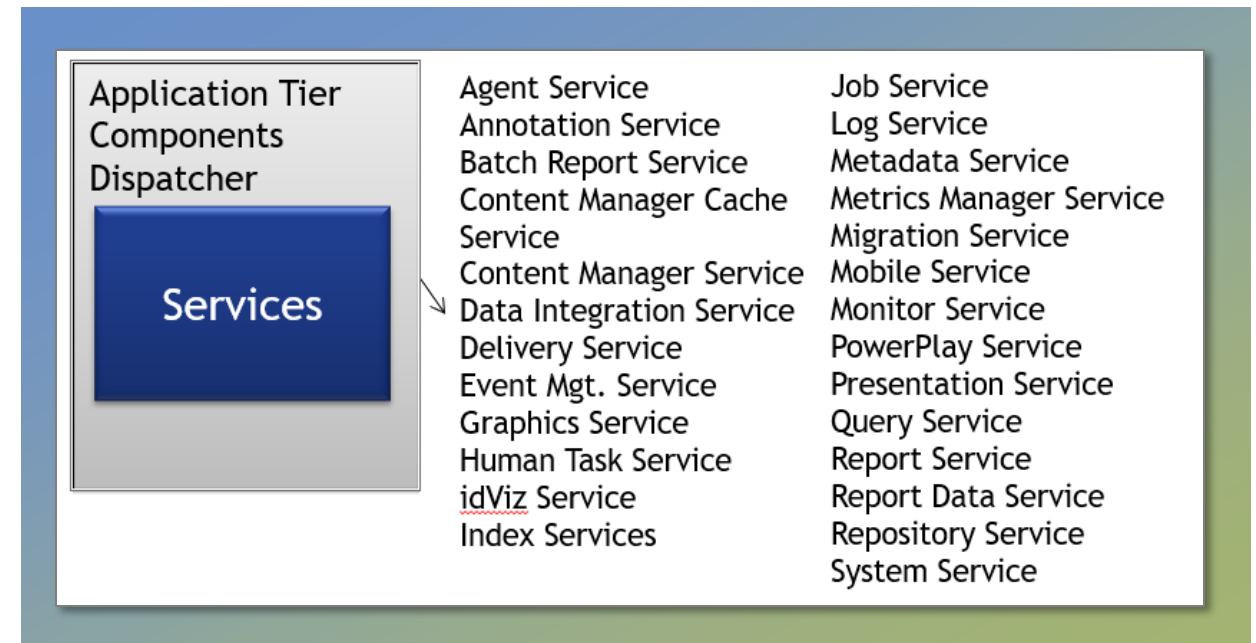 Application Tier
Components
Dispatcher
Services
Agent Service
Annotation Service
Batch Report Service
Content Manager Cache
Service
Content Manager Service
Data Integration Service
Delivery Service
Event Mgt. Service
Graphics Service
Human Task Service
idViz Service
Index Services
Job Service
Log Service
Metadata Service
Metrics Manager Service
Migration Service
Mobile Service
Monitor Service
PowerPlay Service
Presentation Service
Query Service
Report Service
Report Data Service
Repository Service
System Service